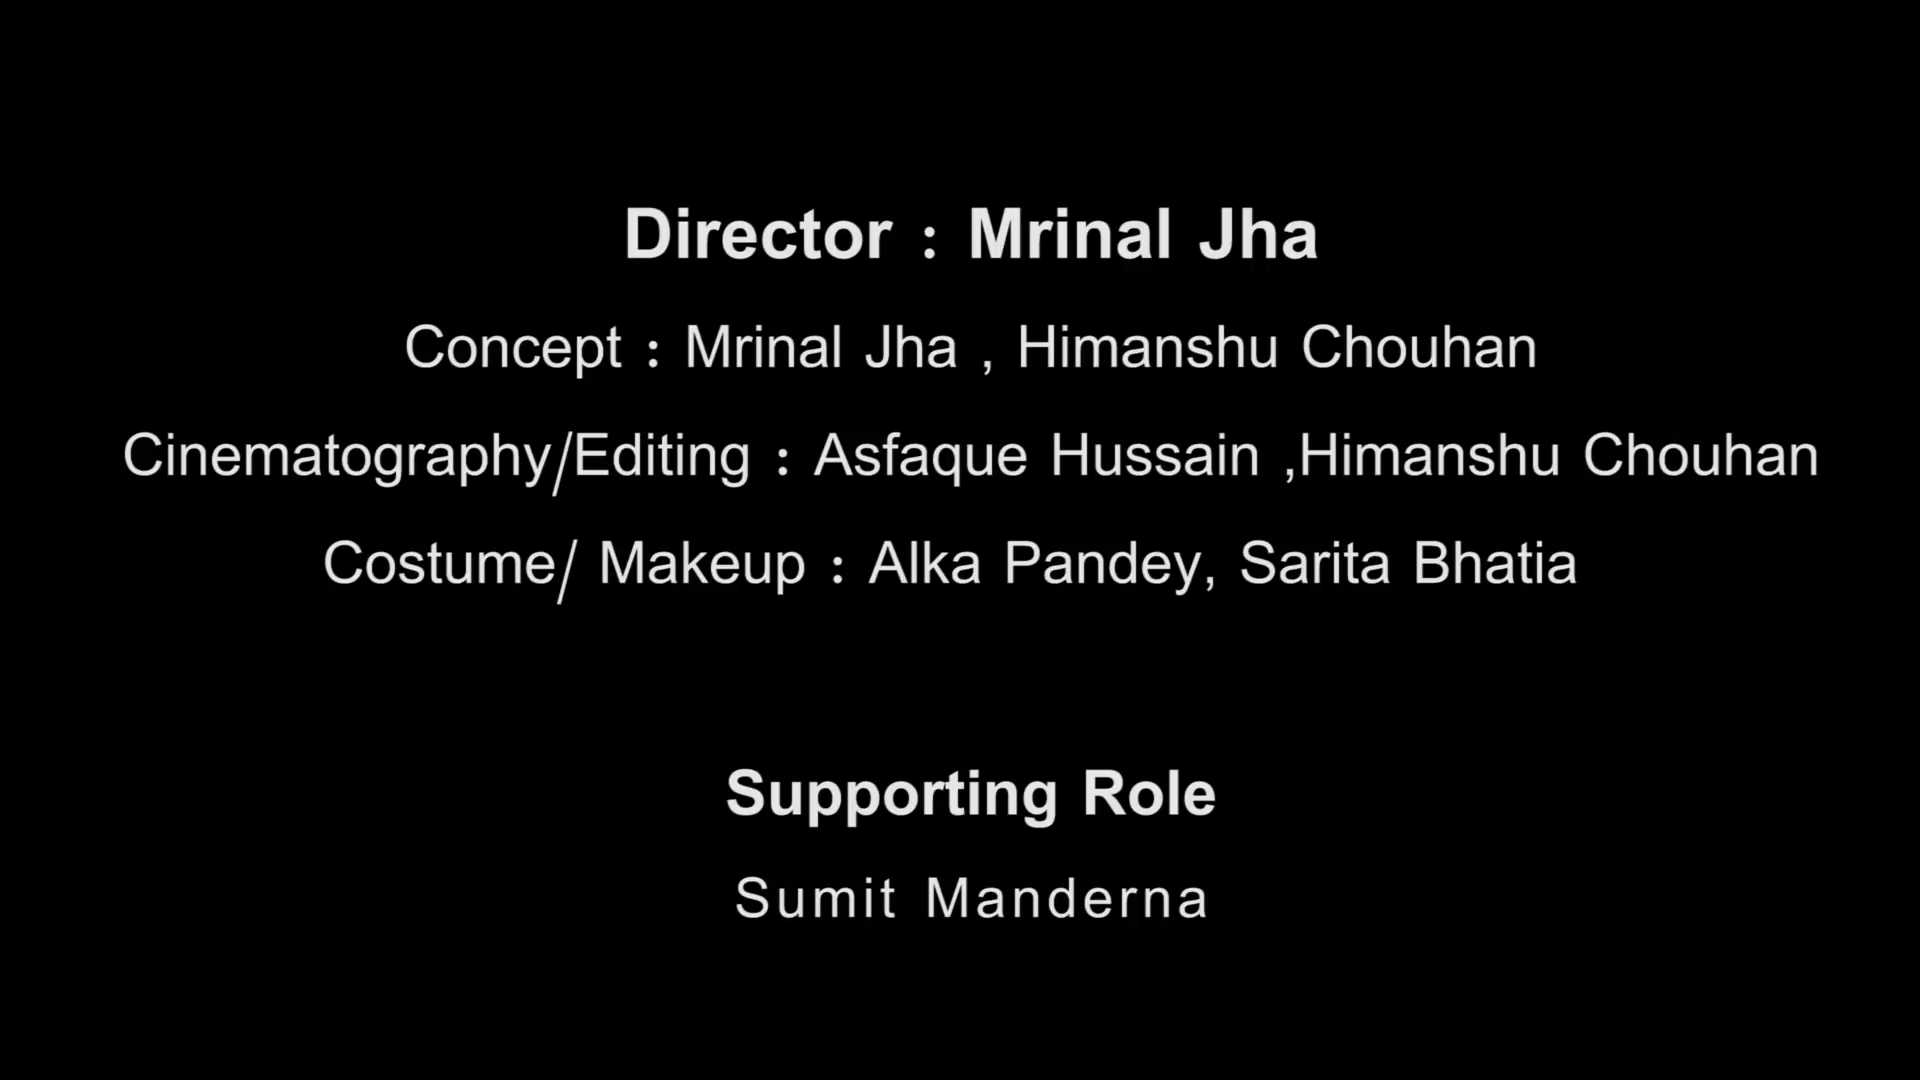 Director : Mrinal Jha
Concept : Mrinal Jha , Himanshu Chouhan
Cinematography/Editing : Asfaque Hussain ,Himanshu Chouhan
Costume/ Makeup : Alka Pandey, Sarita Bhatia
Supporting Role
Sumit Manderna